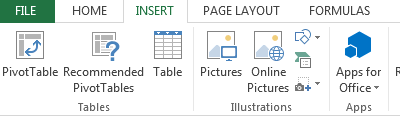 FILE HOME INSERT PAGE LAYOUT FORMULAS
PivotTable Recommended Table Pictures Online Apps for
PivotTables Pictures Office
Tables Illustrations Apps